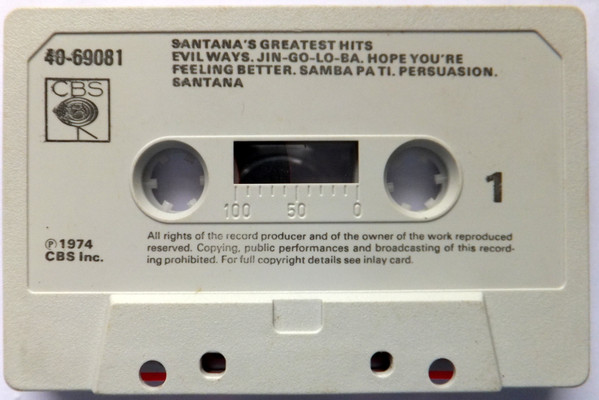 40-69081
SANTANA'S GREATEST HITS
EVIL WAYS. JIN-GO-LO-BA. HOPE YOU'RE
FEELING BETTER. SAMBA PA TI. PERSUASION.
SANTANA
CBS
1
100 50 0
℗ 1974
CBS Inc.
All rights of the record producer and of the owner of the work reproduced
reserved. Copying, public performances and broadcasting of this record-
ing prohibited. For full copyright details see inlay card.